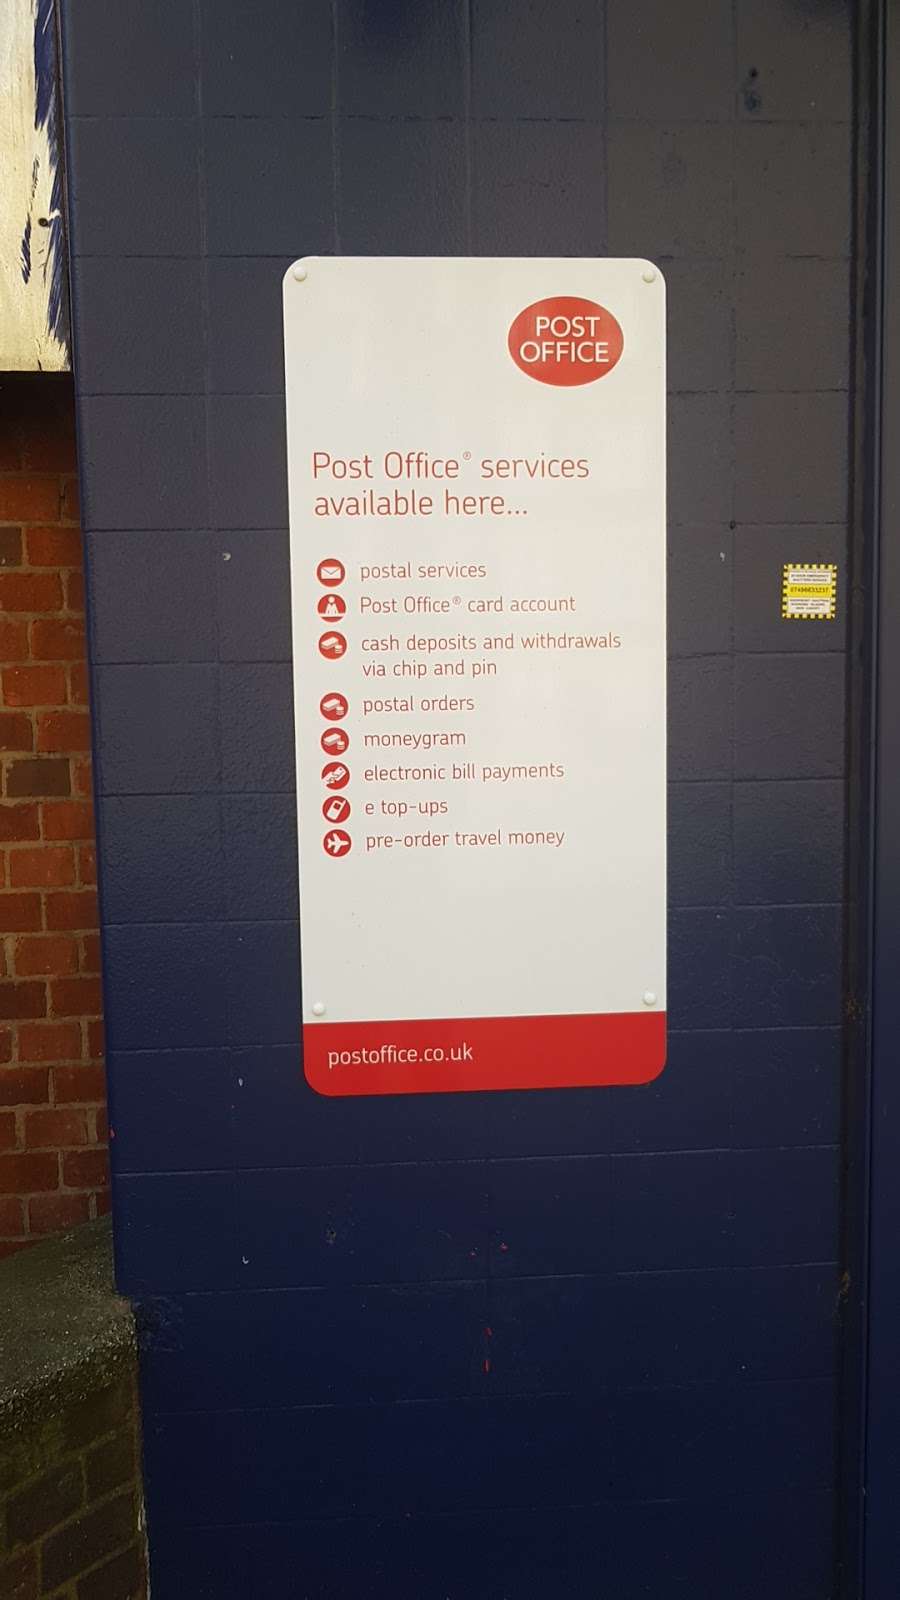 POST
OFFICE
Post Office® services
available here...
postal services
Post Office® card account
cash deposits and withdrawals
via chip and pin
postal orders
moneygram
electronic bill payments
e top-ups
pre-order travel money
postoffice.co.uk